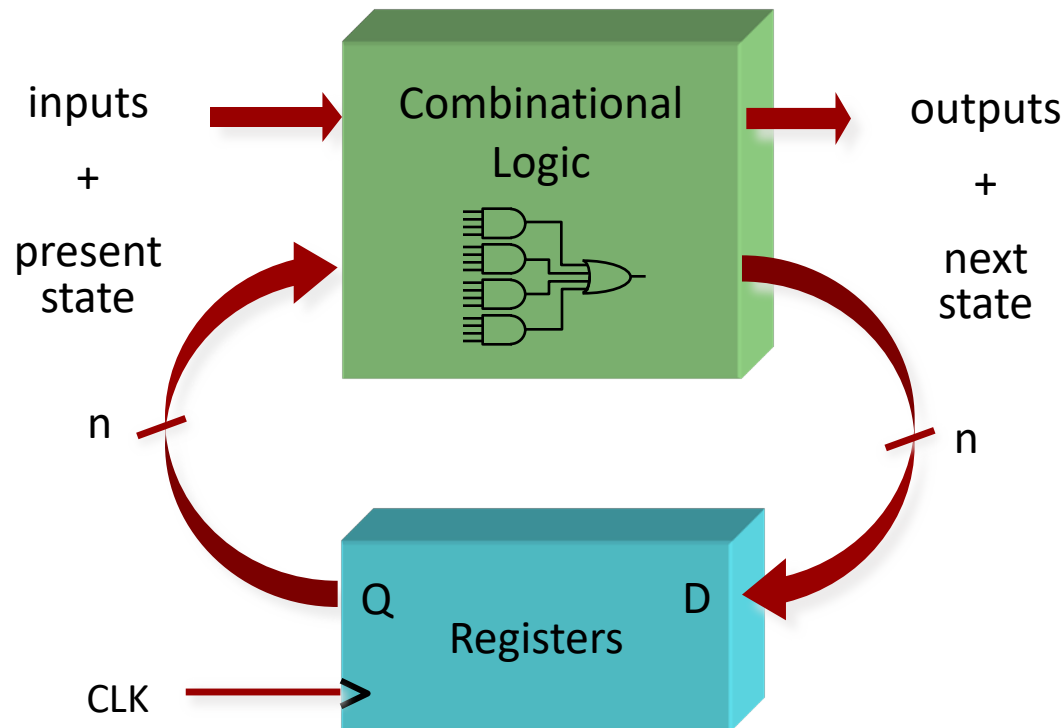 inputs
+
present
state
Combinational
Logic
outputs
+
next
state
n
n
Q
D
Registers
CLK